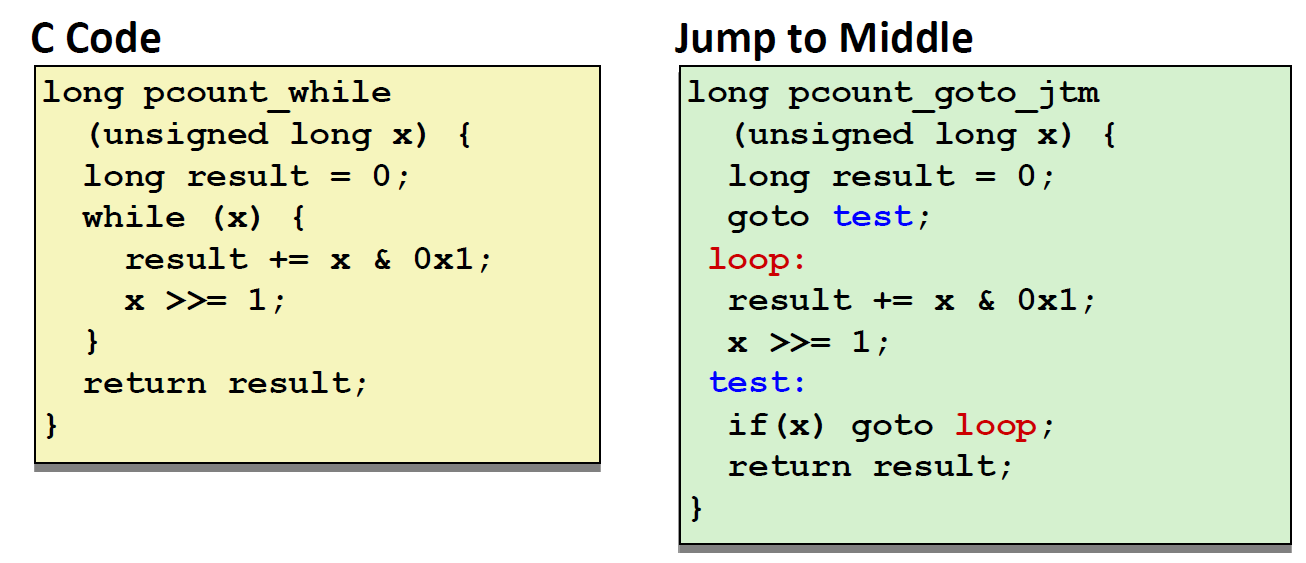 C Code
long pcount_while
(unsigned long x) {
long result = 0;
while (x) {
result += x & 0x1;
x >>= 1;
}
return result;
}
Jump to Middle
long pcount_goto_jtm
(unsigned long x) {
long result = 0;
goto test;
loop:
result += x & 0x1;
x >>= 1;
test:
if(x) goto loop;
return result;
}